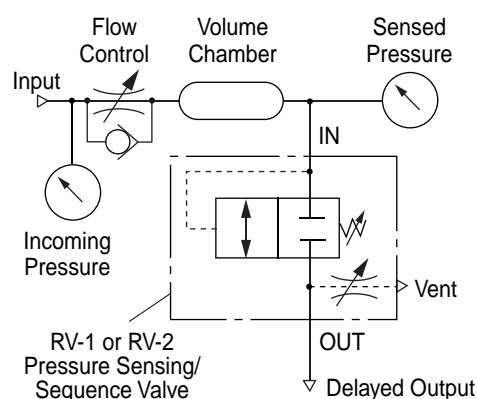 Flow
Control
Volume
Chamber
Sensed
Pressure
Input
IN
Incoming
Pressure
Vent
RV-1 or RV-2
Pressure Sensing/
Sequence Valve
OUT
Delayed Output